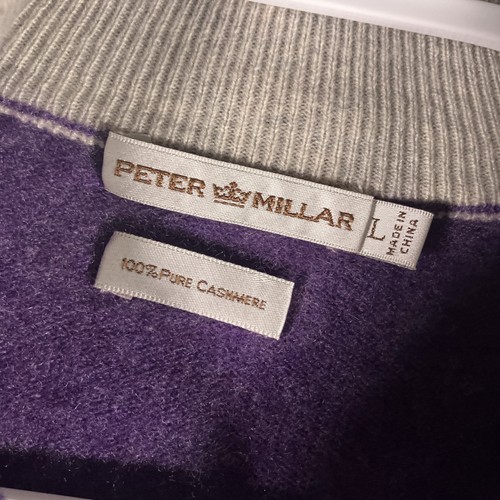 PETER MILLAR
L
MADE IN
CHINA
100% PURE CASHMERE